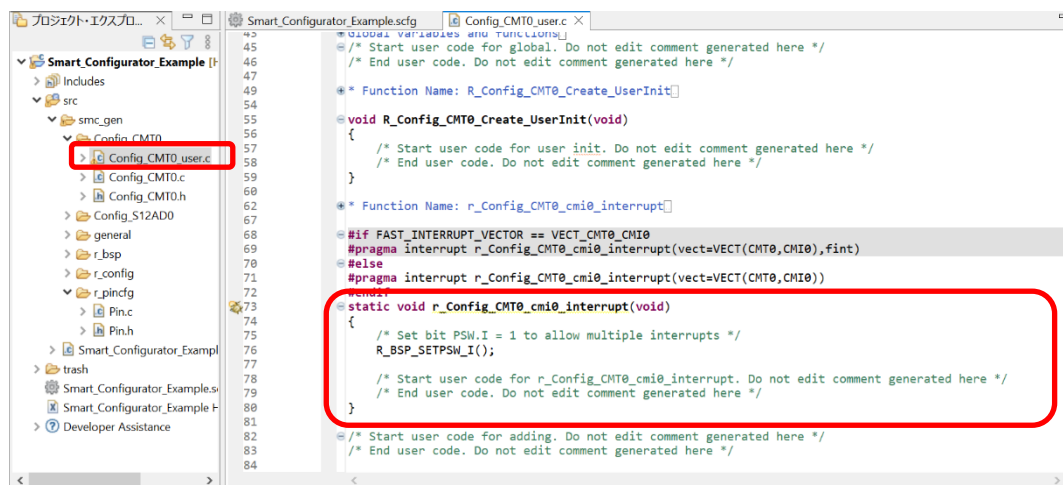 プロジェクト・エクスプロ...
Smart_Configurator_Example [H
Includes
src
smc_gen
Config_CMT0
Config_CMT0_user.c
Config_CMT0.c
Config_CMT0.h
Config_S12AD0
general
r_bsp
r_config
r_pincfg
Pin.c
Pin.h
Smart_Configurator_Exampl
trash
Smart_Configurator_Example.s
Smart_Configurator_Example H
Developer Assistance
Smart_Configurator_Example.scfg
Config_CMT0_user.c
43 Global variables and functions
45 /* Start user code for global. Do not edit comment generated here */
46 /* End user code. Do not edit comment generated here */
47
49 * Function Name: R_Config_CMT0_Create_UserInit
54
55 void R_Config_CMT0_Create_UserInit(void)
56 {
57 /* Start user code for user init. Do not edit comment generated here */
58 /* End user code. Do not edit comment generated here */
59 }
60
62 * Function Name: r_Config_CMT0_cmi0_interrupt
67
68 #if FAST_INTERRUPT_VECTOR == VECT_CMT0_CMI0
69 #pragma interrupt r_Config_CMT0_cmi0_interrupt(vect=VECT(CMT0,CMI0),fint)
70 #else
71 #pragma interrupt r_Config_CMT0_cmi0_interrupt(vect=VECT(CMT0,CMI0))
72 #endif
73 static void r_Config_CMT0_cmi0_interrupt(void)
74 {
75 /* Set bit PSW.I = 1 to allow multiple interrupts */
76 R_BSP_SETPSW_I();
77
78 /* Start user code for r_Config_CMT0_cmi0_interrupt. Do not edit comment generated here */
79 /* End user code. Do not edit comment generated here */
80 }
81
82 /* Start user code for adding. Do not edit comment generated here */
83 /* End user code. Do not edit comment generated here */
84